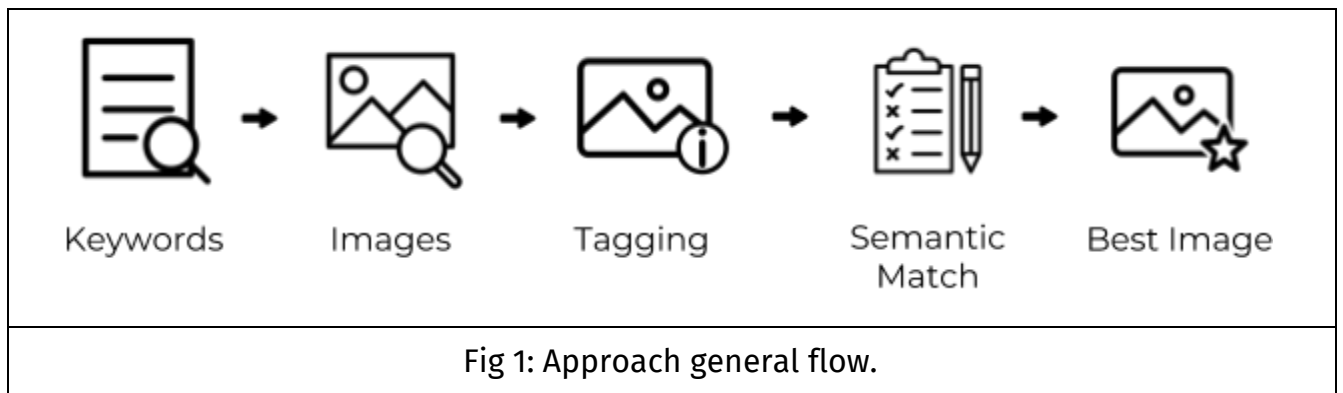 Keywords
Images
Tagging
Semantic
Match
Best Image
Fig 1: Approach general flow.